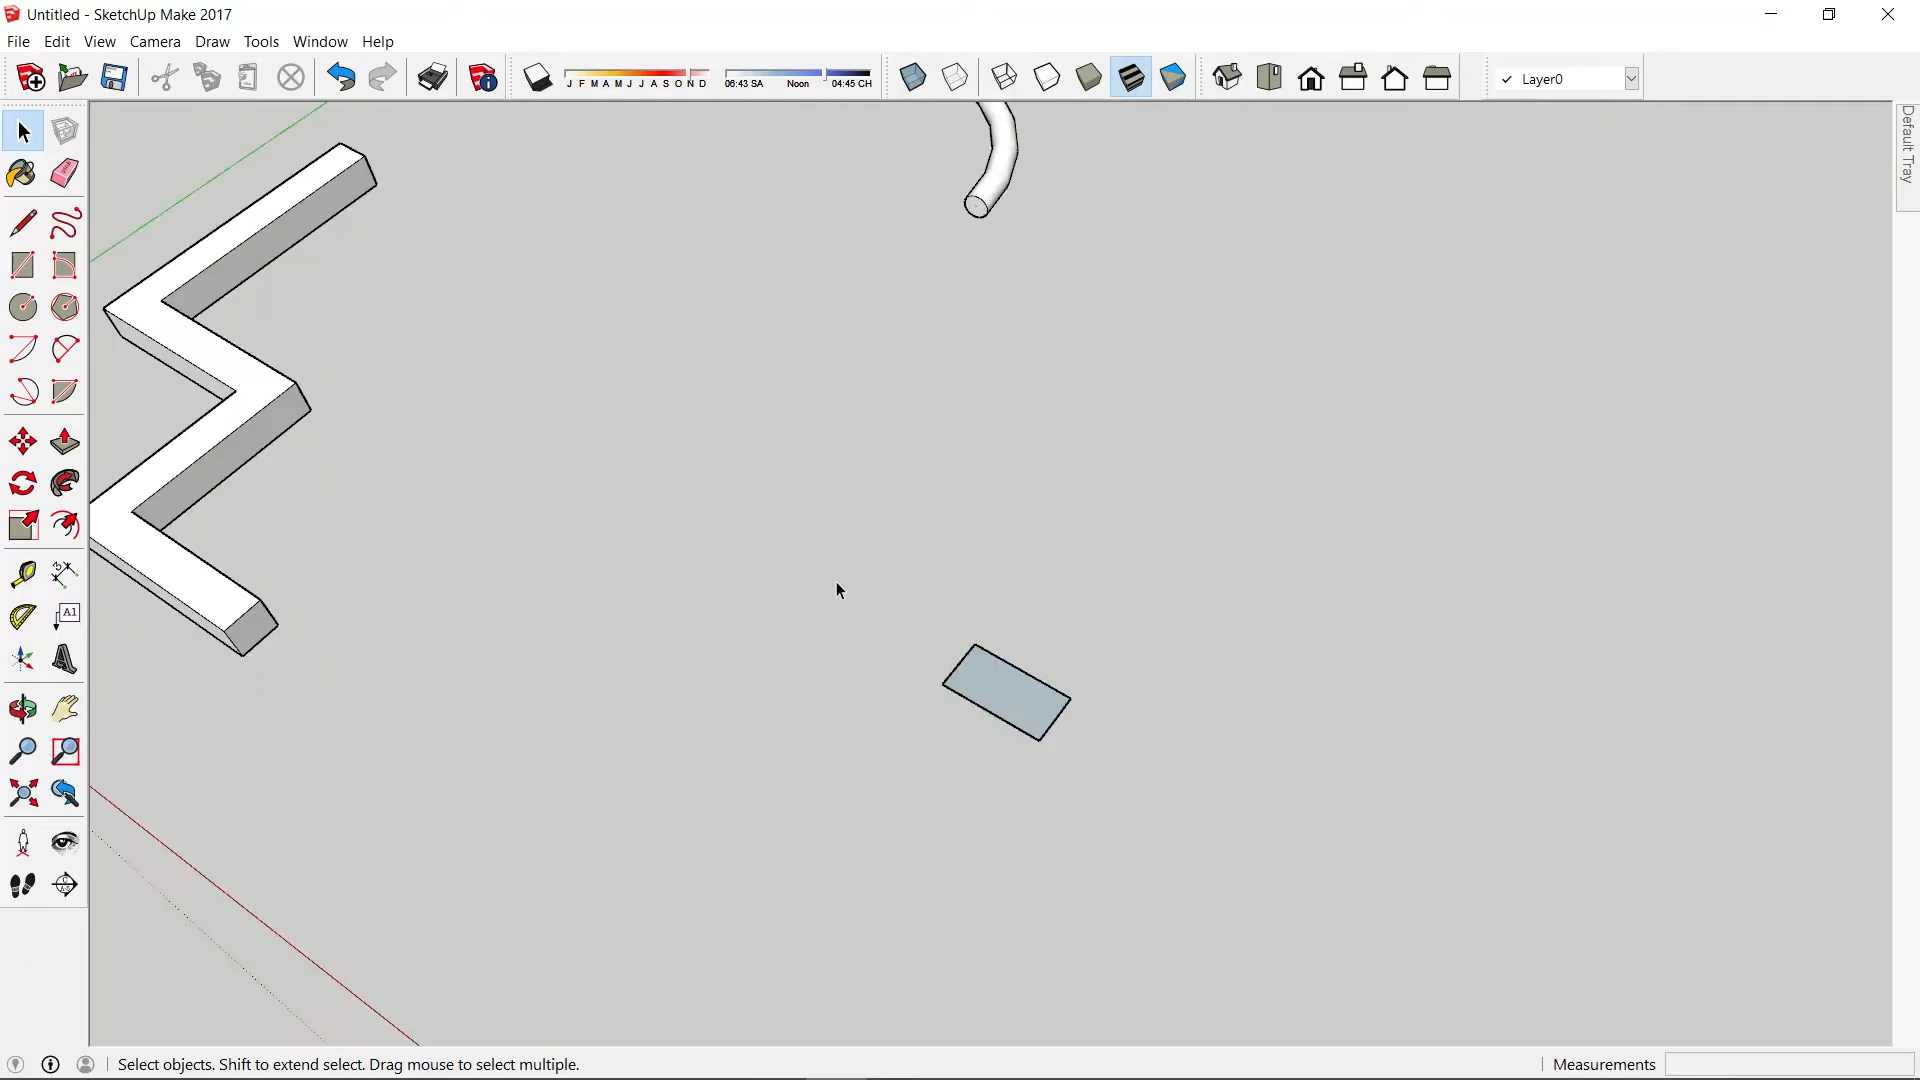 Untitled - SketchUp Make 2017
File Edit View Camera Draw Tools Window Help
J F M A M J J A S O N D
06:43 SA Noon 04:45 CH
Layer0
Default Tray
A1
Select objects. Shift to extend select. Drag mouse to select multiple.
Measurements